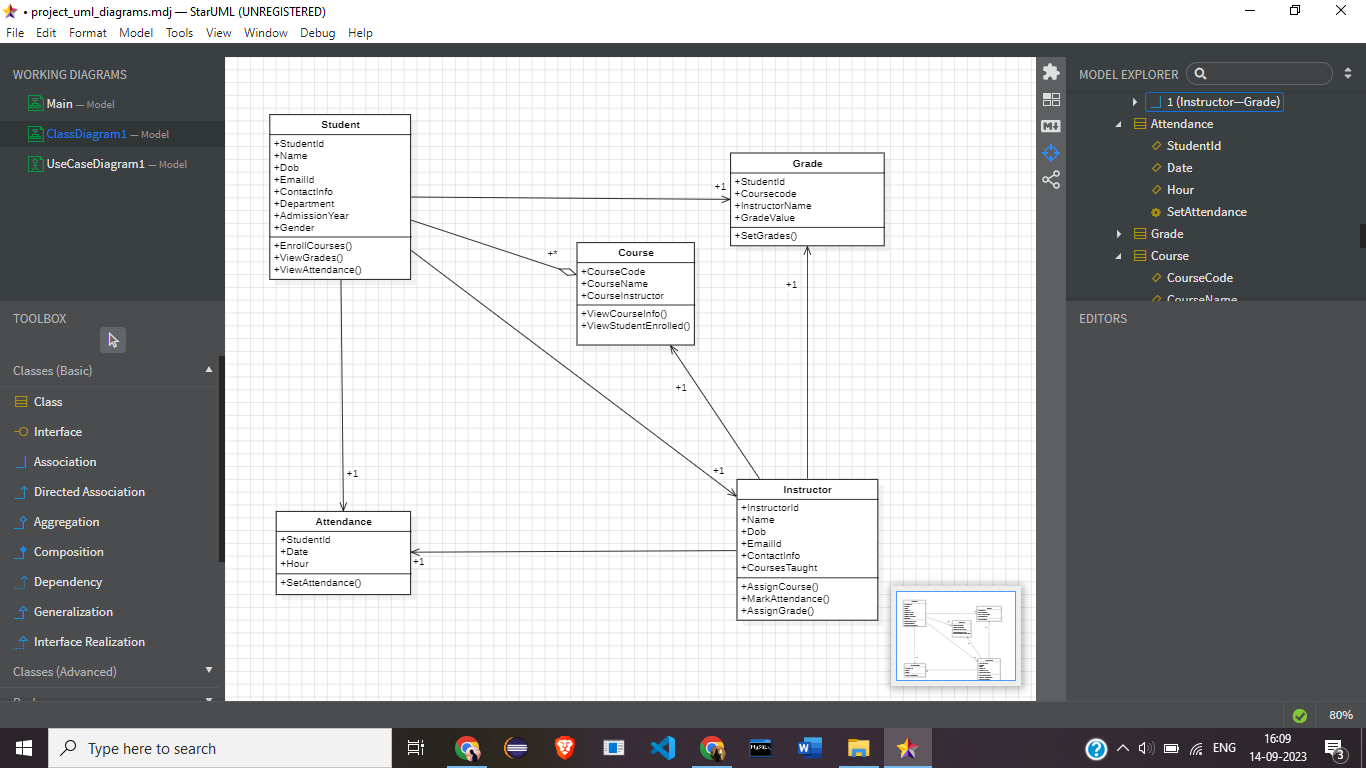 • project_uml_diagrams.mdj — StarUML (UNREGISTERED)
File Edit Format Model Tools View Window Debug Help
WORKING DIAGRAMS
Main — Model
ClassDiagram1 — Model
UseCaseDiagram1 — Model
TOOLBOX
Classes (Basic)
Class
Interface
Association
Directed Association
Aggregation
Composition
Dependency
Generalization
Interface Realization
Classes (Advanced)
Student
+StudentId
+Name
+Dob
+EmailId
+ContactInfo
+Department
+AdmissionYear
+Gender
+EnrollCourses()
+ViewGrades()
+ViewAttendance()
+1
Grade
+StudentId
+Coursecode
+InstructorName
+GradeValue
+SetGrades()
+*
Course
+CourseCode
+CourseName
+CourseInstructor
+ViewCourseInfo()
+ViewStudentEnrolled()
+1
+1
+1
+1
Attendance
+StudentId
+Date
+Hour
+SetAttendance()
+1
Instructor
+InstructorId
+Name
+Dob
+EmailId
+ContactInfo
+CoursesTaught
+AssignCourse()
+MarkAttendance()
+AssignGrade()
M
MODEL EXPLORER
1 (Instructor—Grade)
Attendance
StudentId
Date
Hour
SetAttendance
Grade
Course
CourseCode
CourseName
EDITORS
80%
Type here to search
MySQL
W
?
ENG
16:09
14-09-2023
3